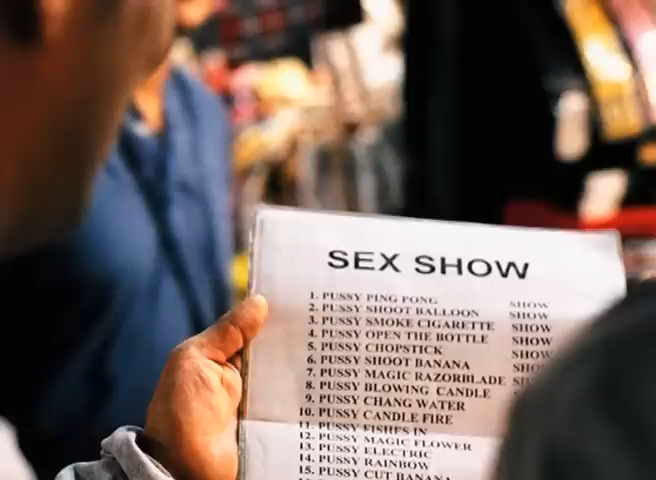 SEX SHOW
1. PUSSY PING PONG SHOW
2. PUSSY SHOOT BALLOON SHOW
3. PUSSY SMOKE CIGARETTE SHOW
4. PUSSY OPEN THE BOTTLE SHOW
5. PUSSY CHOPSTICK SHOW
6. PUSSY SHOOT BANANA SHOW
7. PUSSY MAGIC RAZORBLADE
8. PUSSY BLOWING CANDLE
9. PUSSY CHANG WATER
10. PUSSY CANDLE FIRE
11. PUSSY FISHES IN
12. PUSSY MAGIC FLOWER
13. PUSSY ELECTRIC
14. PUSSY RAINBOW
15. PUSSY CUT BANANA